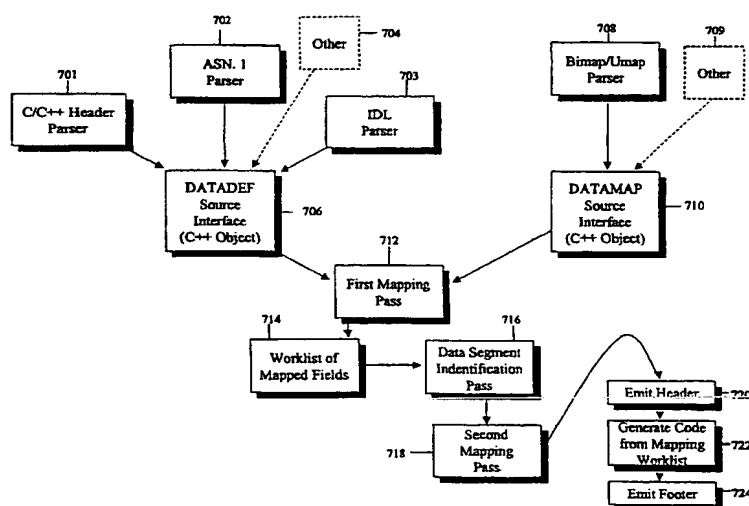 702
704
708
709
ASN. 1
Parser
Other
Bimap/Umap
Parser
Other
701
703
C/C++ Header
Parser
IDL
Parser
DATADEF
Source
Interface
(C++ Object)
706
DATAMAP
Source
Interface
(C++ Object)
710
712
First Mapping
Pass
714
716
Worklist of
Mapped Fields
Data Segment
Indentification
Pass
Emit Header
720
718
Second
Mapping
Pass
Generate Code
from Mapping
Worklist
722
Emit Footer
724